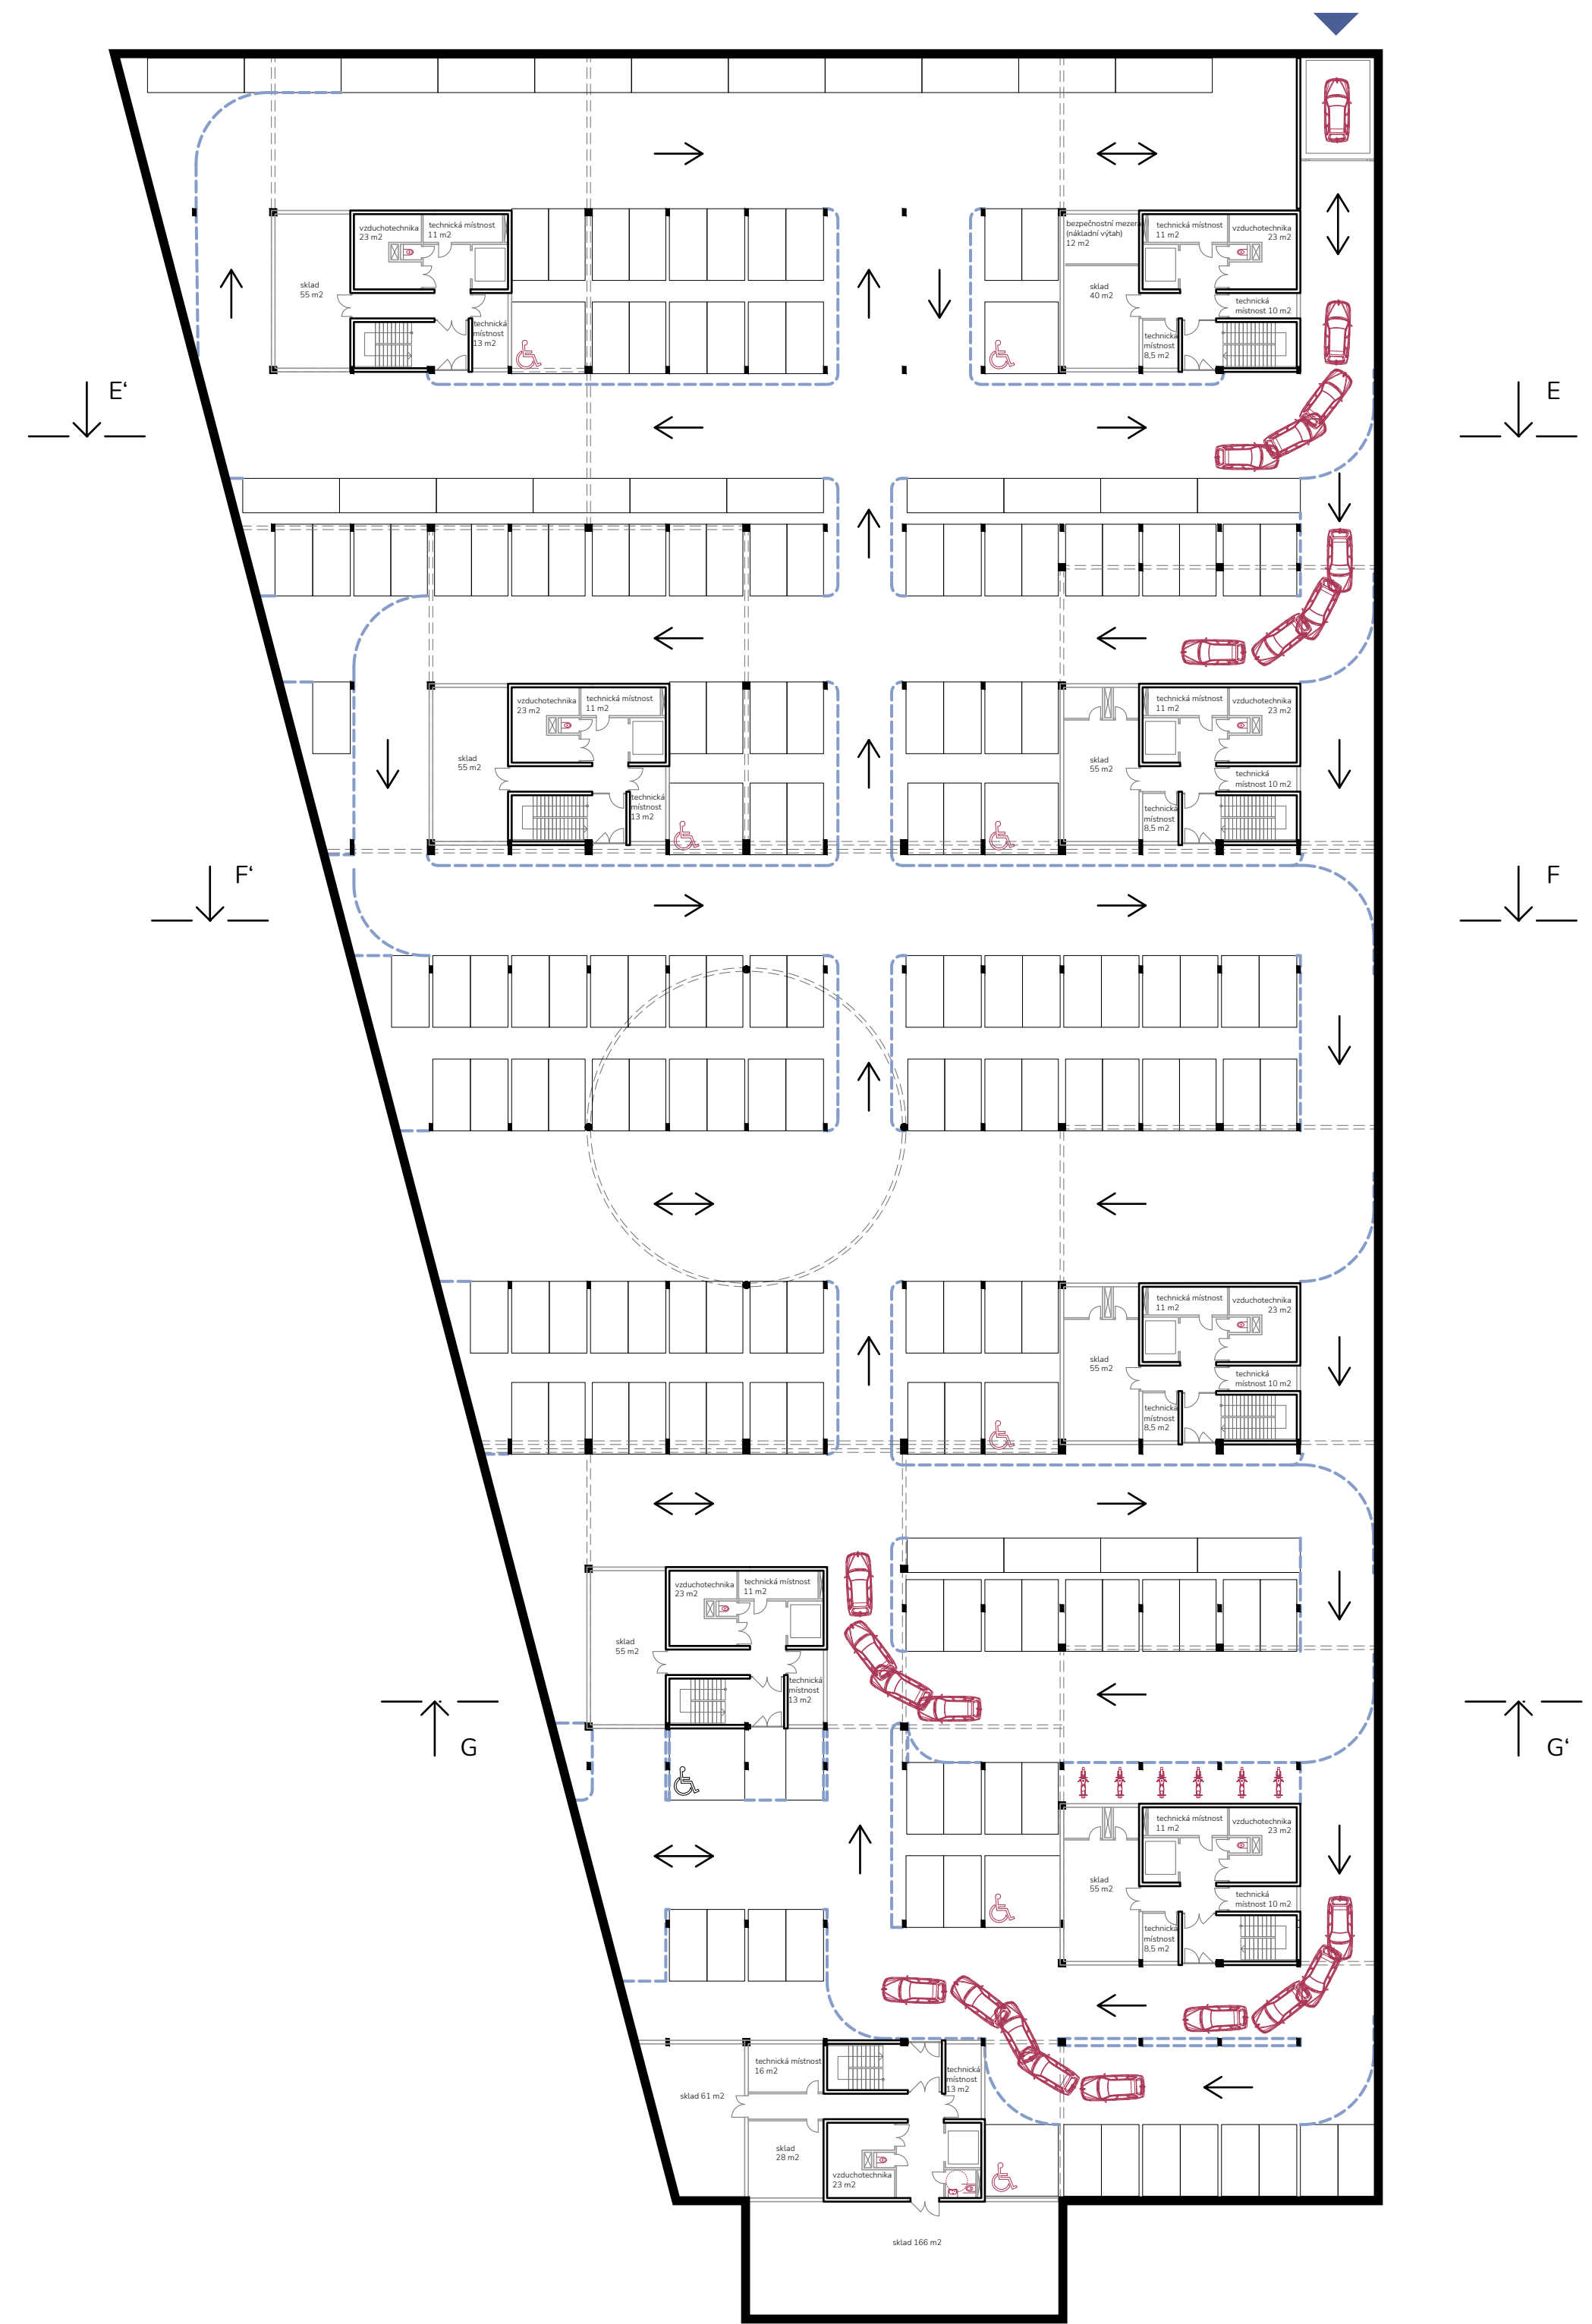 vzduchotechnika
23 m2
technická místnost
11 m2
sklad
55 m2
technická
místnost
13 m2
bezpečnostní mezera
(nákladní výtah)
12 m2
technická místnost
11 m2
vzduchotechnika
23 m2
sklad
40 m2
technická
místnost 10 m2
technická
místnost
8,5 m2
E‘
E
vzduchotechnika
23 m2
technická místnost
11 m2
sklad
55 m2
technická
místnost
13 m2
technická místnost
11 m2
vzduchotechnika
23 m2
sklad
55 m2
technická
místnost 10 m2
technická
místnost
8,5 m2
F‘
F
technická místnost
11 m2
vzduchotechnika
23 m2
sklad
55 m2
technická
místnost 10 m2
technická
místnost
8,5 m2
vzduchotechnika
23 m2
technická místnost
11 m2
sklad
55 m2
technická
místnost
13 m2
G
G‘
technická místnost
11 m2
vzduchotechnika
23 m2
sklad
55 m2
technická
místnost 10 m2
technická
místnost
8,5 m2
technická místnost
16 m2
technická
místnost
13 m2
sklad 61 m2
sklad
28 m2
vzduchotechnika
23 m2
sklad 166 m2